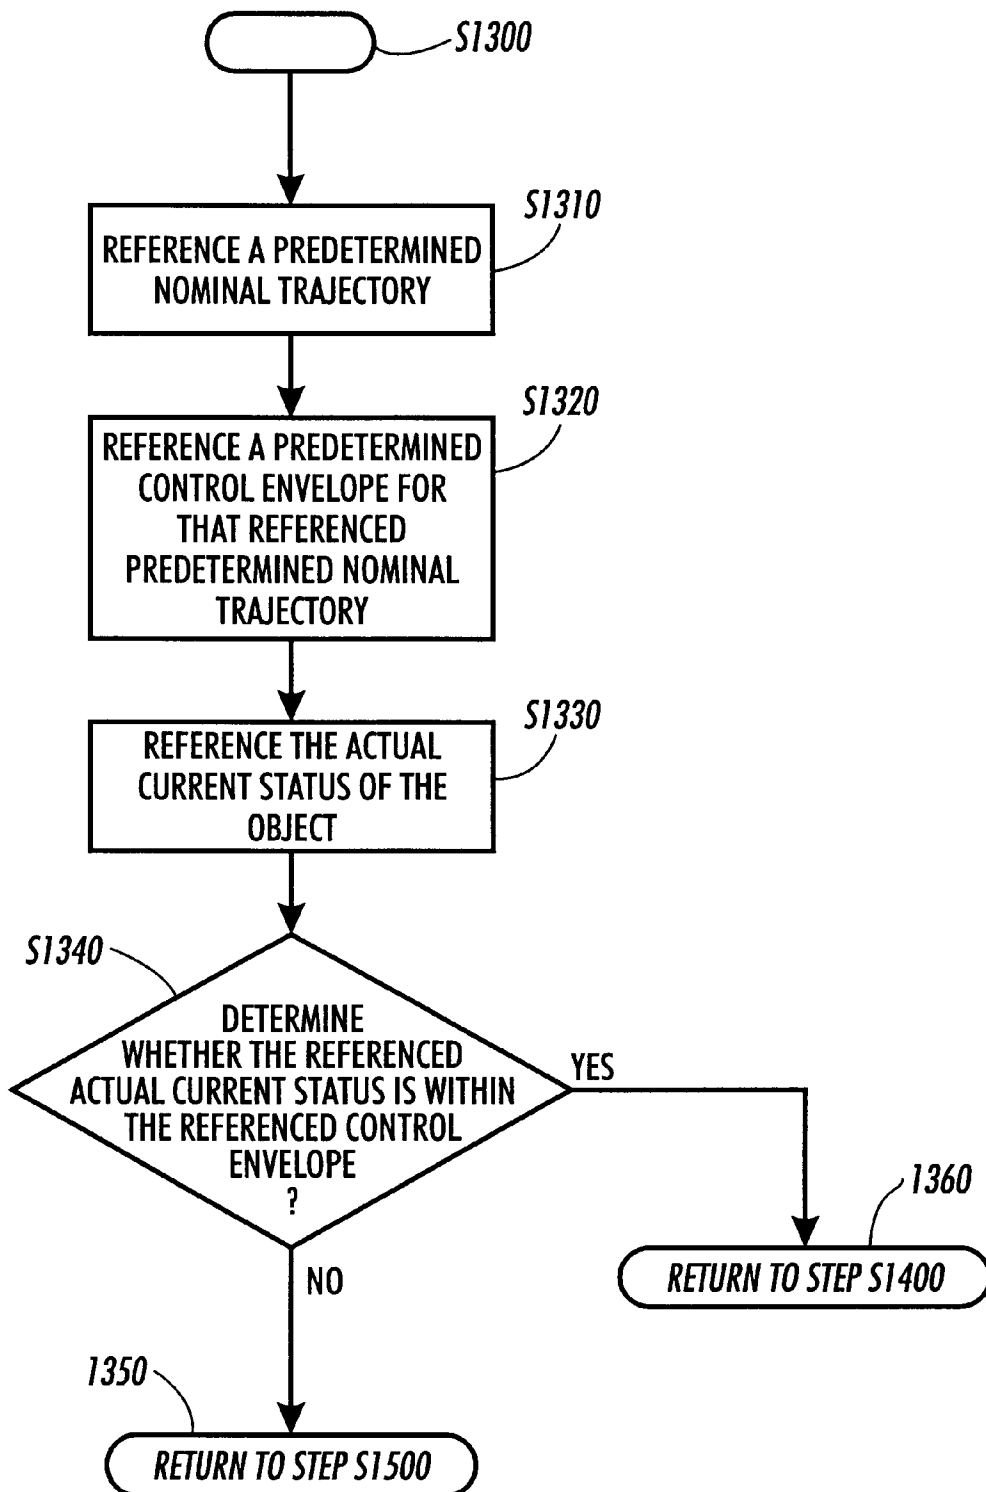 S1300
S1310
REFERENCE A PREDETERMINED
NOMINAL TRAJECTORY
S1320
REFERENCE A PREDETERMINED
CONTROL ENVELOPE FOR
THAT REFERENCED
PREDETERMINED NOMINAL
TRAJECTORY
S1330
REFERENCE THE ACTUAL
CURRENT STATUS OF THE
OBJECT
S1340
DETERMINE
WHETHER THE REFERENCED
ACTUAL CURRENT STATUS IS WITHIN
THE REFERENCED CONTROL
ENVELOPE
?
YES
1360
RETURN TO STEP S1400
NO
1350
RETURN TO STEP S1500